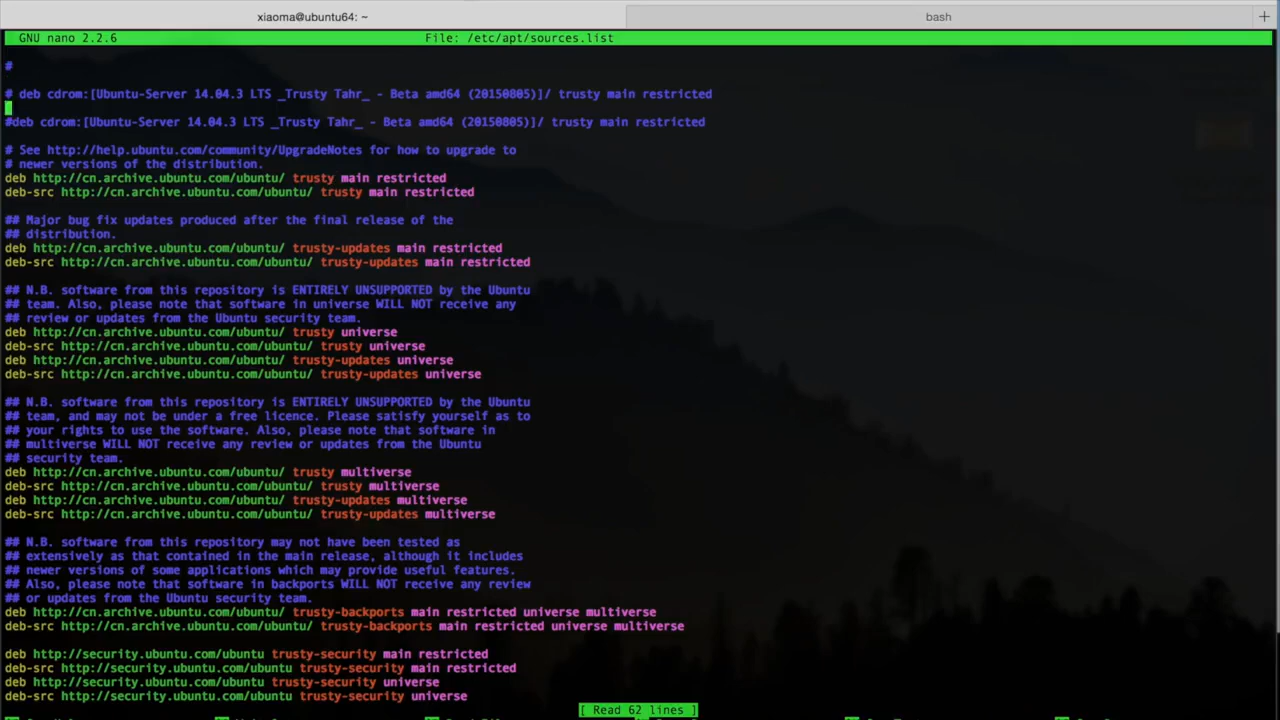 xiaoma@ubuntu64: ~
bash
+
GNU nano 2.2.6 File: /etc/apt/sources.list
#
# deb cdrom:[Ubuntu-Server 14.04.3 LTS _Trusty Tahr_ - Beta amd64 (20150805)]/ trusty main restricted
#deb cdrom:[Ubuntu-Server 14.04.3 LTS _Trusty Tahr_ - Beta amd64 (20150805)]/ trusty main restricted
# See http://help.ubuntu.com/community/UpgradeNotes for how to upgrade to
# newer versions of the distribution.
deb http://cn.archive.ubuntu.com/ubuntu/ trusty main restricted
deb-src http://cn.archive.ubuntu.com/ubuntu/ trusty main restricted
## Major bug fix updates produced after the final release of the
## distribution.
deb http://cn.archive.ubuntu.com/ubuntu/ trusty-updates main restricted
deb-src http://cn.archive.ubuntu.com/ubuntu/ trusty-updates main restricted
## N.B. software from this repository is ENTIRELY UNSUPPORTED by the Ubuntu
## team. Also, please note that software in universe WILL NOT receive any
## review or updates from the Ubuntu security team.
deb http://cn.archive.ubuntu.com/ubuntu/ trusty universe
deb-src http://cn.archive.ubuntu.com/ubuntu/ trusty universe
deb http://cn.archive.ubuntu.com/ubuntu/ trusty-updates universe
deb-src http://cn.archive.ubuntu.com/ubuntu/ trusty-updates universe
## N.B. software from this repository is ENTIRELY UNSUPPORTED by the Ubuntu
## team, and may not be under a free licence. Please satisfy yourself as to
## your rights to use the software. Also, please note that software in
## multiverse WILL NOT receive any review or updates from the Ubuntu
## security team.
deb http://cn.archive.ubuntu.com/ubuntu/ trusty multiverse
deb-src http://cn.archive.ubuntu.com/ubuntu/ trusty multiverse
deb http://cn.archive.ubuntu.com/ubuntu/ trusty-updates multiverse
deb-src http://cn.archive.ubuntu.com/ubuntu/ trusty-updates multiverse
## N.B. software from this repository may not have been tested as
## extensively as that contained in the main release, although it includes
## newer versions of some applications which may provide useful features.
## Also, please note that software in backports WILL NOT receive any review
## or updates from the Ubuntu security team.
deb http://cn.archive.ubuntu.com/ubuntu/ trusty-backports main restricted universe multiverse
deb-src http://cn.archive.ubuntu.com/ubuntu/ trusty-backports main restricted universe multiverse
deb http://security.ubuntu.com/ubuntu trusty-security main restricted
deb-src http://security.ubuntu.com/ubuntu trusty-security main restricted
deb http://security.ubuntu.com/ubuntu trusty-security universe
deb-src http://security.ubuntu.com/ubuntu trusty-security universe
[ Read 62 lines ]